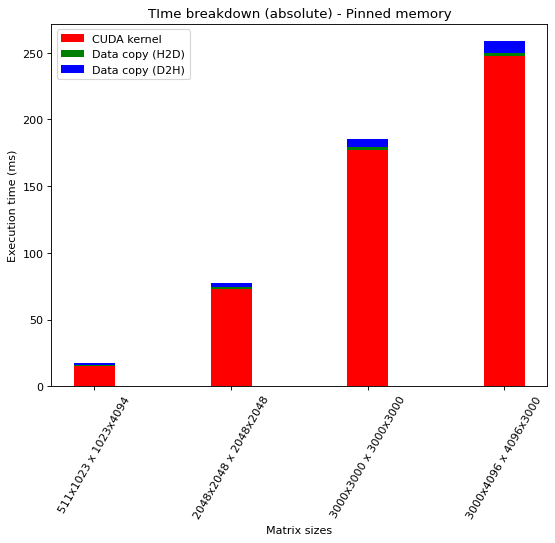 TIme breakdown (absolute) - Pinned memory
CUDA kernel
Data copy (H2D)
Data copy (D2H)
Execution time (ms)
250
200
150
100
50
0
511x1023 x 1023x4094
2048x2048 x 2048x2048
3000x3000 x 3000x3000
3000x4096 x 4096x3000
Matrix sizes